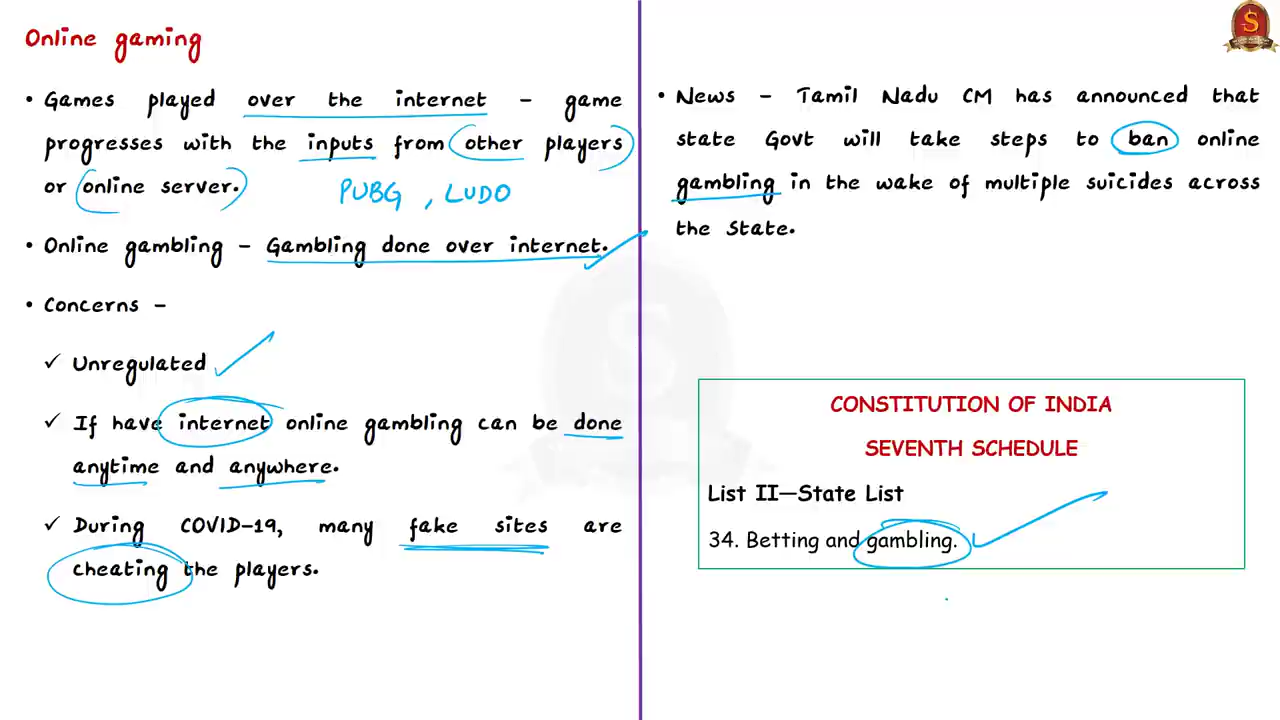 Online gaming
• Games played over the internet – game
progresses with the inputs from other players
or online server.
PUBG , LUDO
• Online gambling – Gambling done over internet.
• Concerns –
✓ Unregulated
✓ If have internet online gambling can be done
anytime and anywhere.
✓ During COVID-19, many fake sites are
cheating the players.
• News – Tamil Nadu CM has announced that
state Govt will take steps to ban online
gambling in the wake of multiple suicides across
the State.
CONSTITUTION OF INDIA
SEVENTH SCHEDULE
List II—State List
34. Betting and gambling.